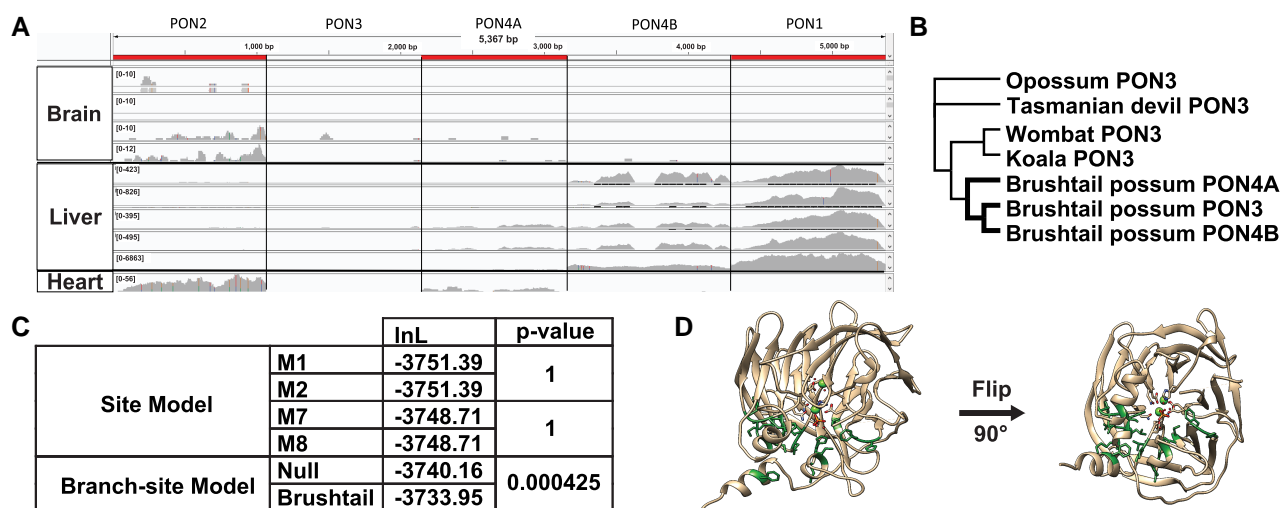 A
PON2 PON3 PON4A PON4B PON1
5,367 bp
1,000 bp 2,000 bp 3,000 bp 4,000 bp 5,000 bp
Brain
[0-10]
[0-10]
[0-10]
[0-12]
Liver
[0-423]
[0-826]
[0-395]
[0-495]
[0-6863]
Heart
[0-56]
B
Opossum PON3
Tasmanian devil PON3
Wombat PON3
Koala PON3
Brushtail possum PON4A
Brushtail possum PON3
Brushtail possum PON4B
C
lnL p-value
Site Model
M1 -3751.39
M2 -3751.39
1
M7 -3748.71
M8 -3748.71
1
Branch-site Model
Null -3740.16
Brushtail -3733.95
0.000425
D
Flip
90°